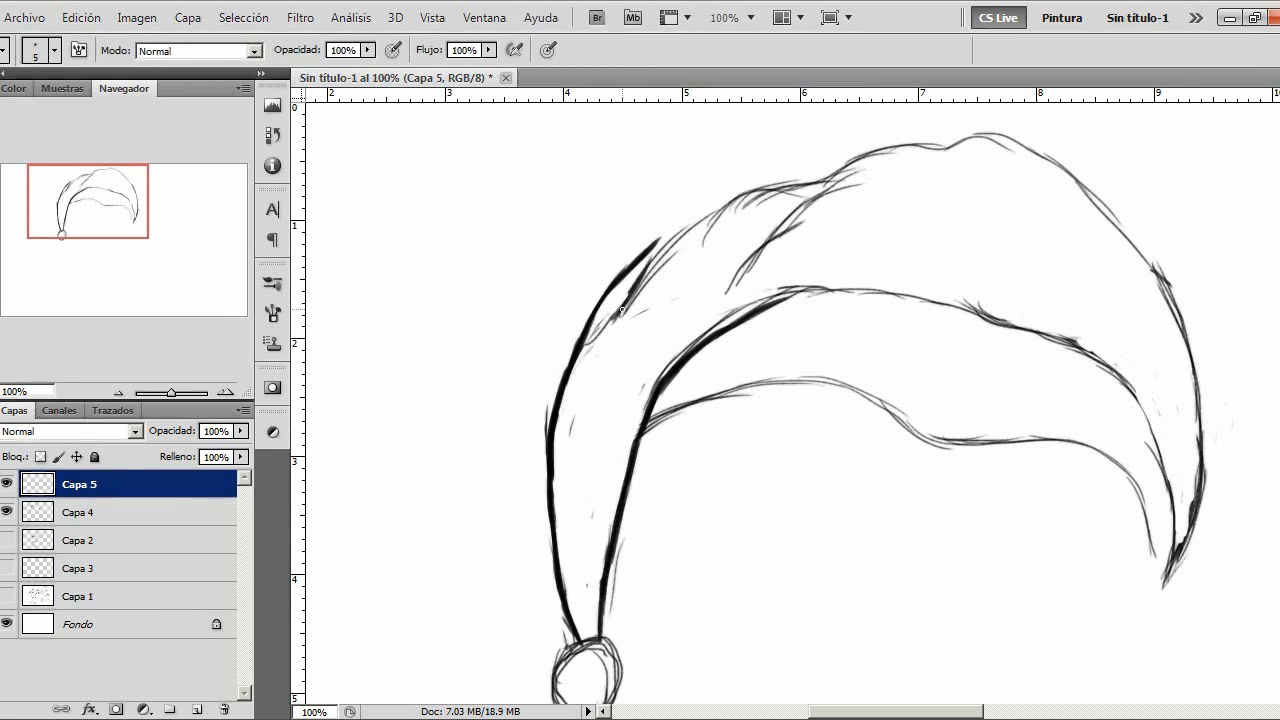 Archivo Edición Imagen Capa Selección Filtro Análisis 3D Vista Ventana Ayuda Br Mb 100% CS Live Pintura Sin título-1
5 Modo: Normal Opacidad: 100% Flujo: 100%
Color Muestras Navegador
Sin título-1 al 100% (Capa 5, RGB/8) *
2 3 4 5 6 7 8 9 10
0
1
2
3
4
5
A
100%
Capas Canales Trazados
Normal Opacidad: 100%
Bloq.: Relleno: 100%
Capa 5
Capa 4
Capa 2
Capa 3
Capa 1
Fondo
fx
100% Doc: 7.03 MB/18.9 MB